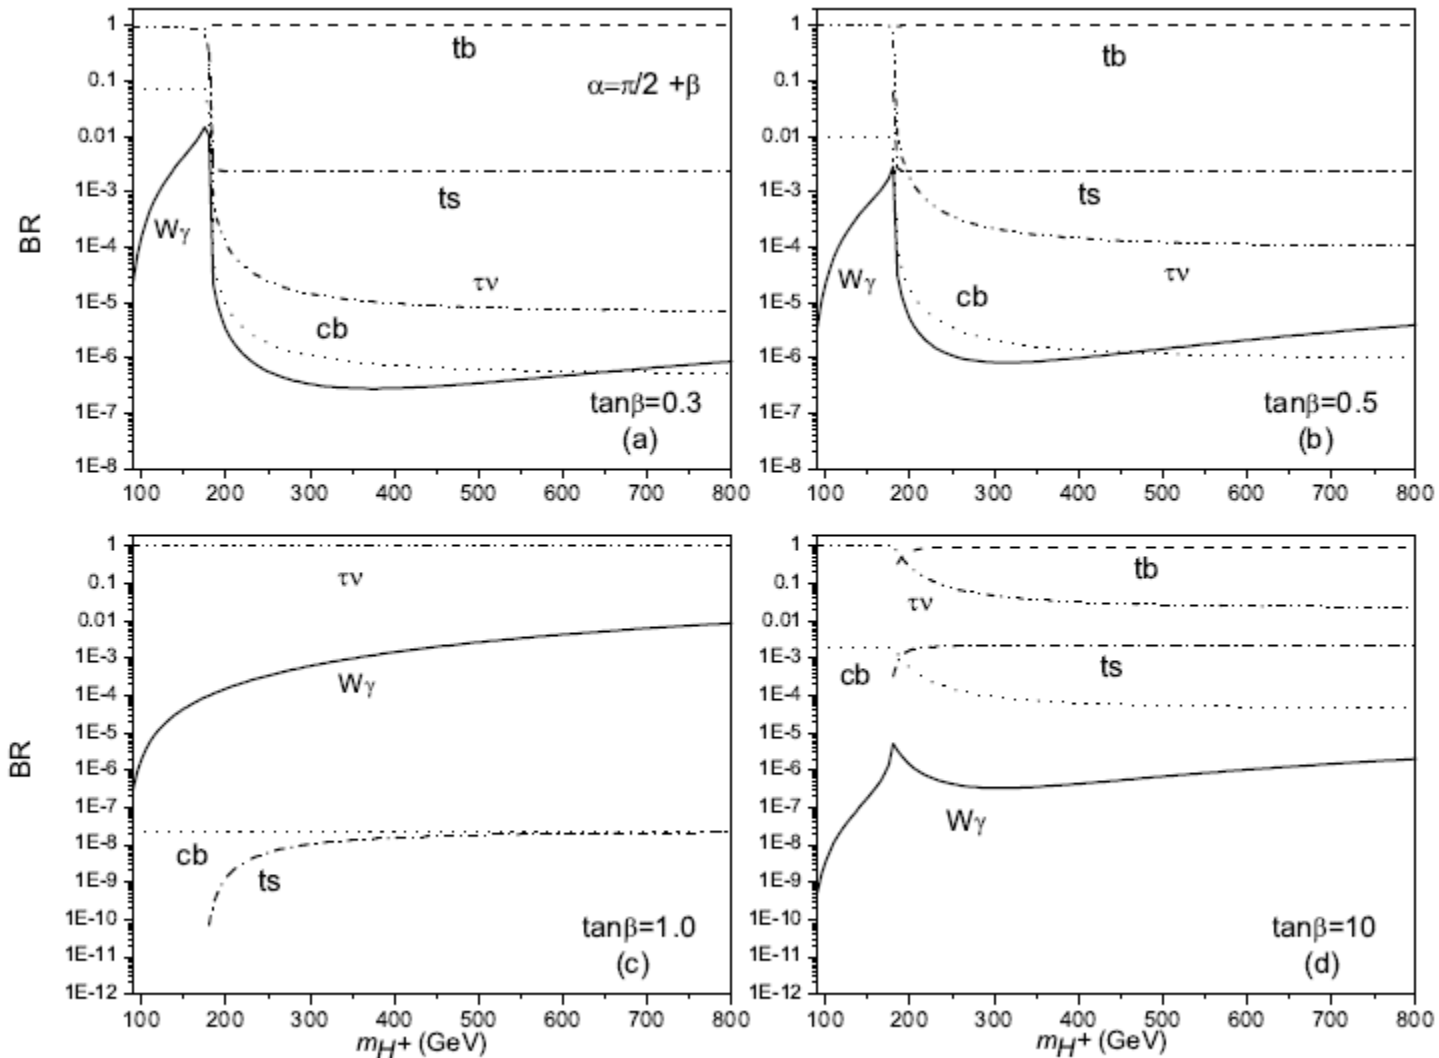 1
0.1
0.01
1E-3
1E-4
1E-5
1E-6
1E-7
1E-8
BR
tb
α=π/2 +β
ts
Wγ
τν
cb
tanβ=0.3
(a)
100 200 300 400 500 600 700 800
1
0.1
0.01
1E-3
1E-4
1E-5
1E-6
1E-7
1E-8
tb
ts
Wγ
τν
cb
tanβ=0.5
(b)
100 200 300 400 500 600 700 800
1
0.1
0.01
1E-3
1E-4
1E-5
1E-6
1E-7
1E-8
1E-9
1E-10
1E-11
1E-12
BR
τν
Wγ
cb
ts
tanβ=1.0
(c)
100 200 300 400 500 600 700 800
mH+ (GeV)
1
0.1
0.01
1E-3
1E-4
1E-5
1E-6
1E-7
1E-8
1E-9
1E-10
1E-11
1E-12
tb
τν
cb
ts
Wγ
tanβ=10
(d)
100 200 300 400 500 600 700 800
mH+ (GeV)